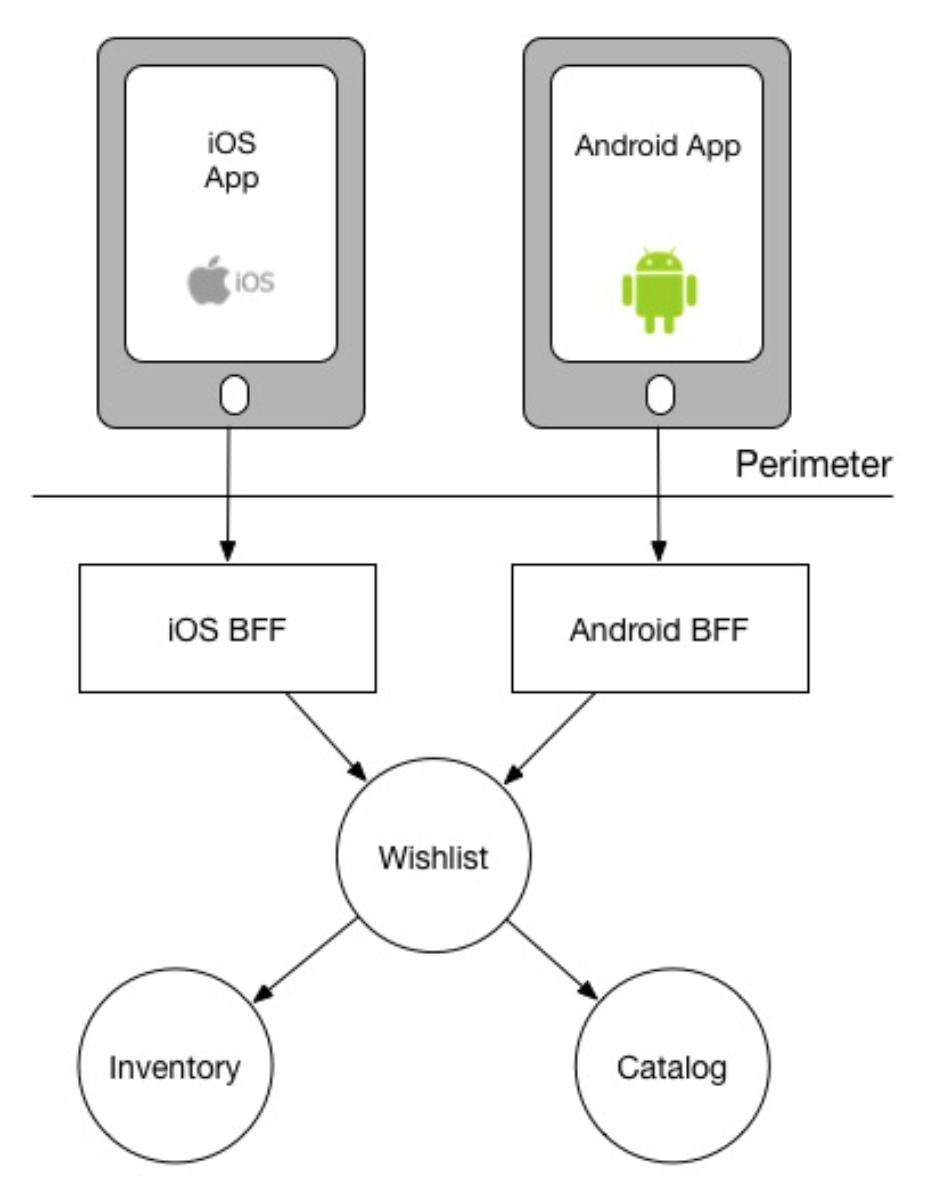 iOS
App
iOS
Android App
Perimeter
iOS BFF
Android BFF
Wishlist
Inventory
Catalog